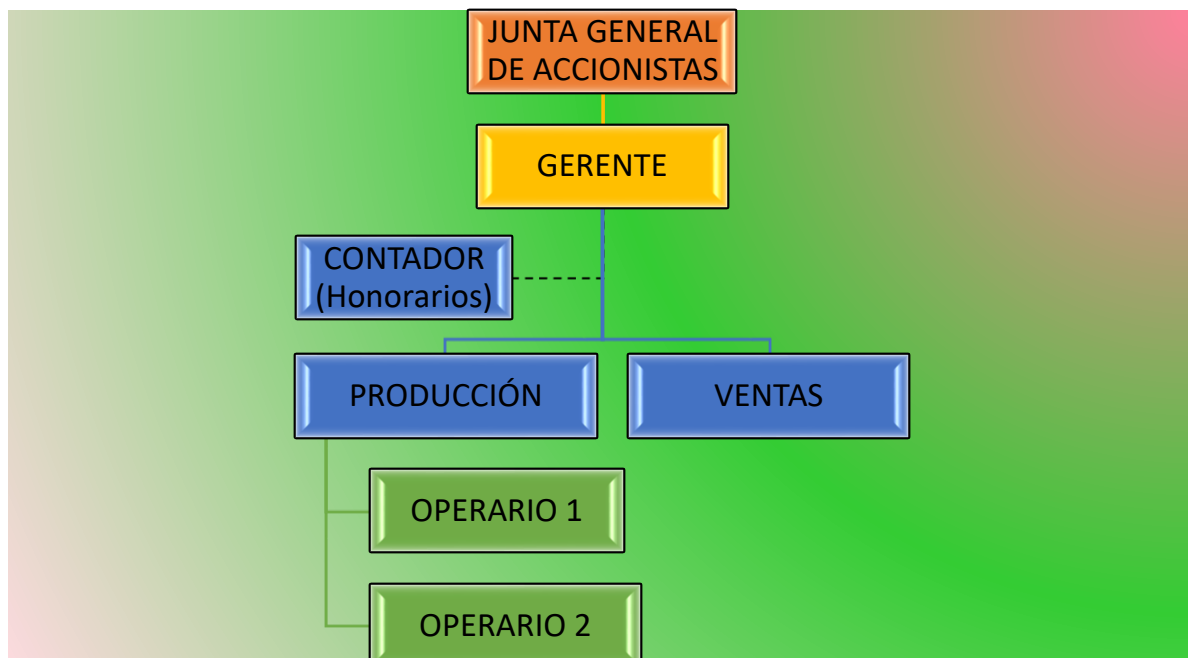 JUNTA GENERAL
DE ACCIONISTAS
GERENTE
CONTADOR
(Honorarios)
PRODUCCIÓN
VENTAS
OPERARIO 1
OPERARIO 2